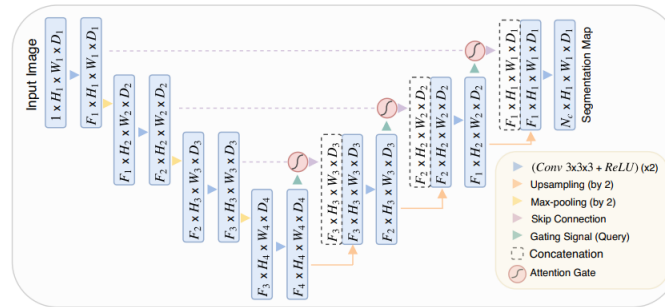 Input Image
1 x H₁ x W₁ x D₁
F₁ x H₁ x W₁ x D₁
F₁ x H₂ x W₂ x D₂
F₂ x H₂ x W₂ x D₂
F₂ x H₃ x W₃ x D₃
F₃ x H₃ x W₃ x D₃
F₃ x H₄ x W₄ x D₄
F₄ x H₄ x W₄ x D₄
F₃ x H₃ x W₃ x D₃
F₃ x H₃ x W₃ x D₃
F₂ x H₃ x W₃ x D₃
F₂ x H₂ x W₂ x D₂
F₂ x H₂ x W₂ x D₂
F₁ x H₂ x W₂ x D₂
F₁ x H₁ x W₁ x D₁
F₁ x H₁ x W₁ x D₁
N_c x H₁ x W₁ x D₁
Segmentation Map
(Conv 3x3x3 + ReLU) (x2)
Upsampling (by 2)
Max-pooling (by 2)
Skip Connection
Gating Signal (Query)
Concatenation
Attention Gate